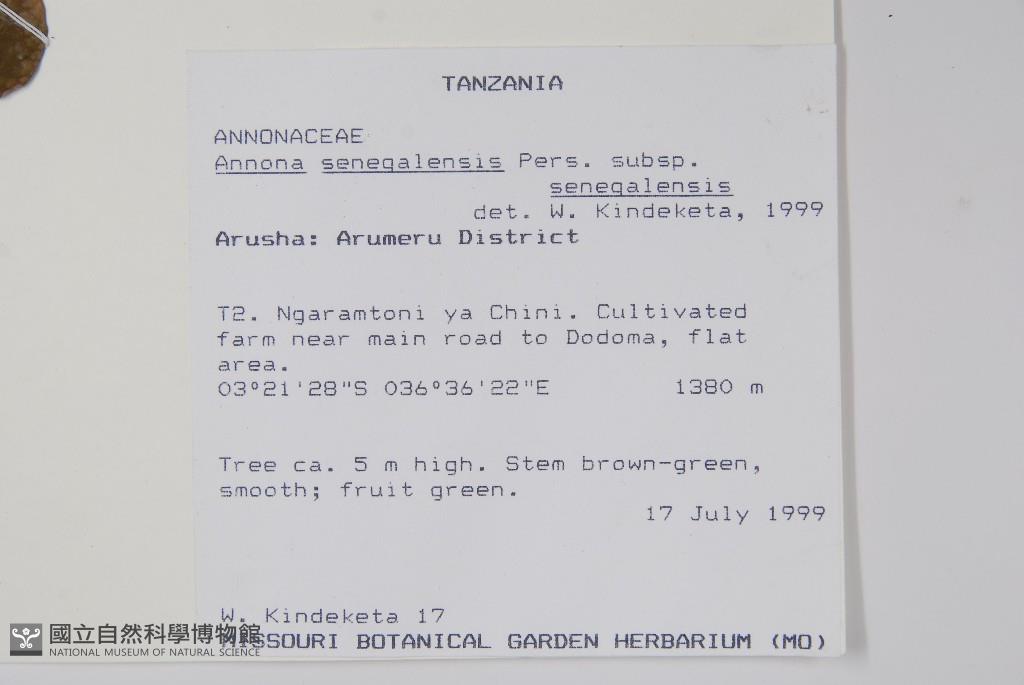 TANZANIA
ANNONACEAE
Annona senegalensis Pers. subsp.
senegalensis
det. W. Kindeketa, 1999
Arusha: Arumeru District
T2. Ngaramtoni ya Chini. Cultivated
farm near main road to Dodoma, flat
area.
03°21'28"S 036°36'22"E 1380 m
Tree ca. 5 m high. Stem brown-green,
smooth; fruit green.
17 July 1999
W. Kindeketa 17
MISSOURI BOTANICAL GARDEN HERBARIUM (MO)
國立自然科學博物館
NATIONAL MUSEUM OF NATURAL SCIENCE